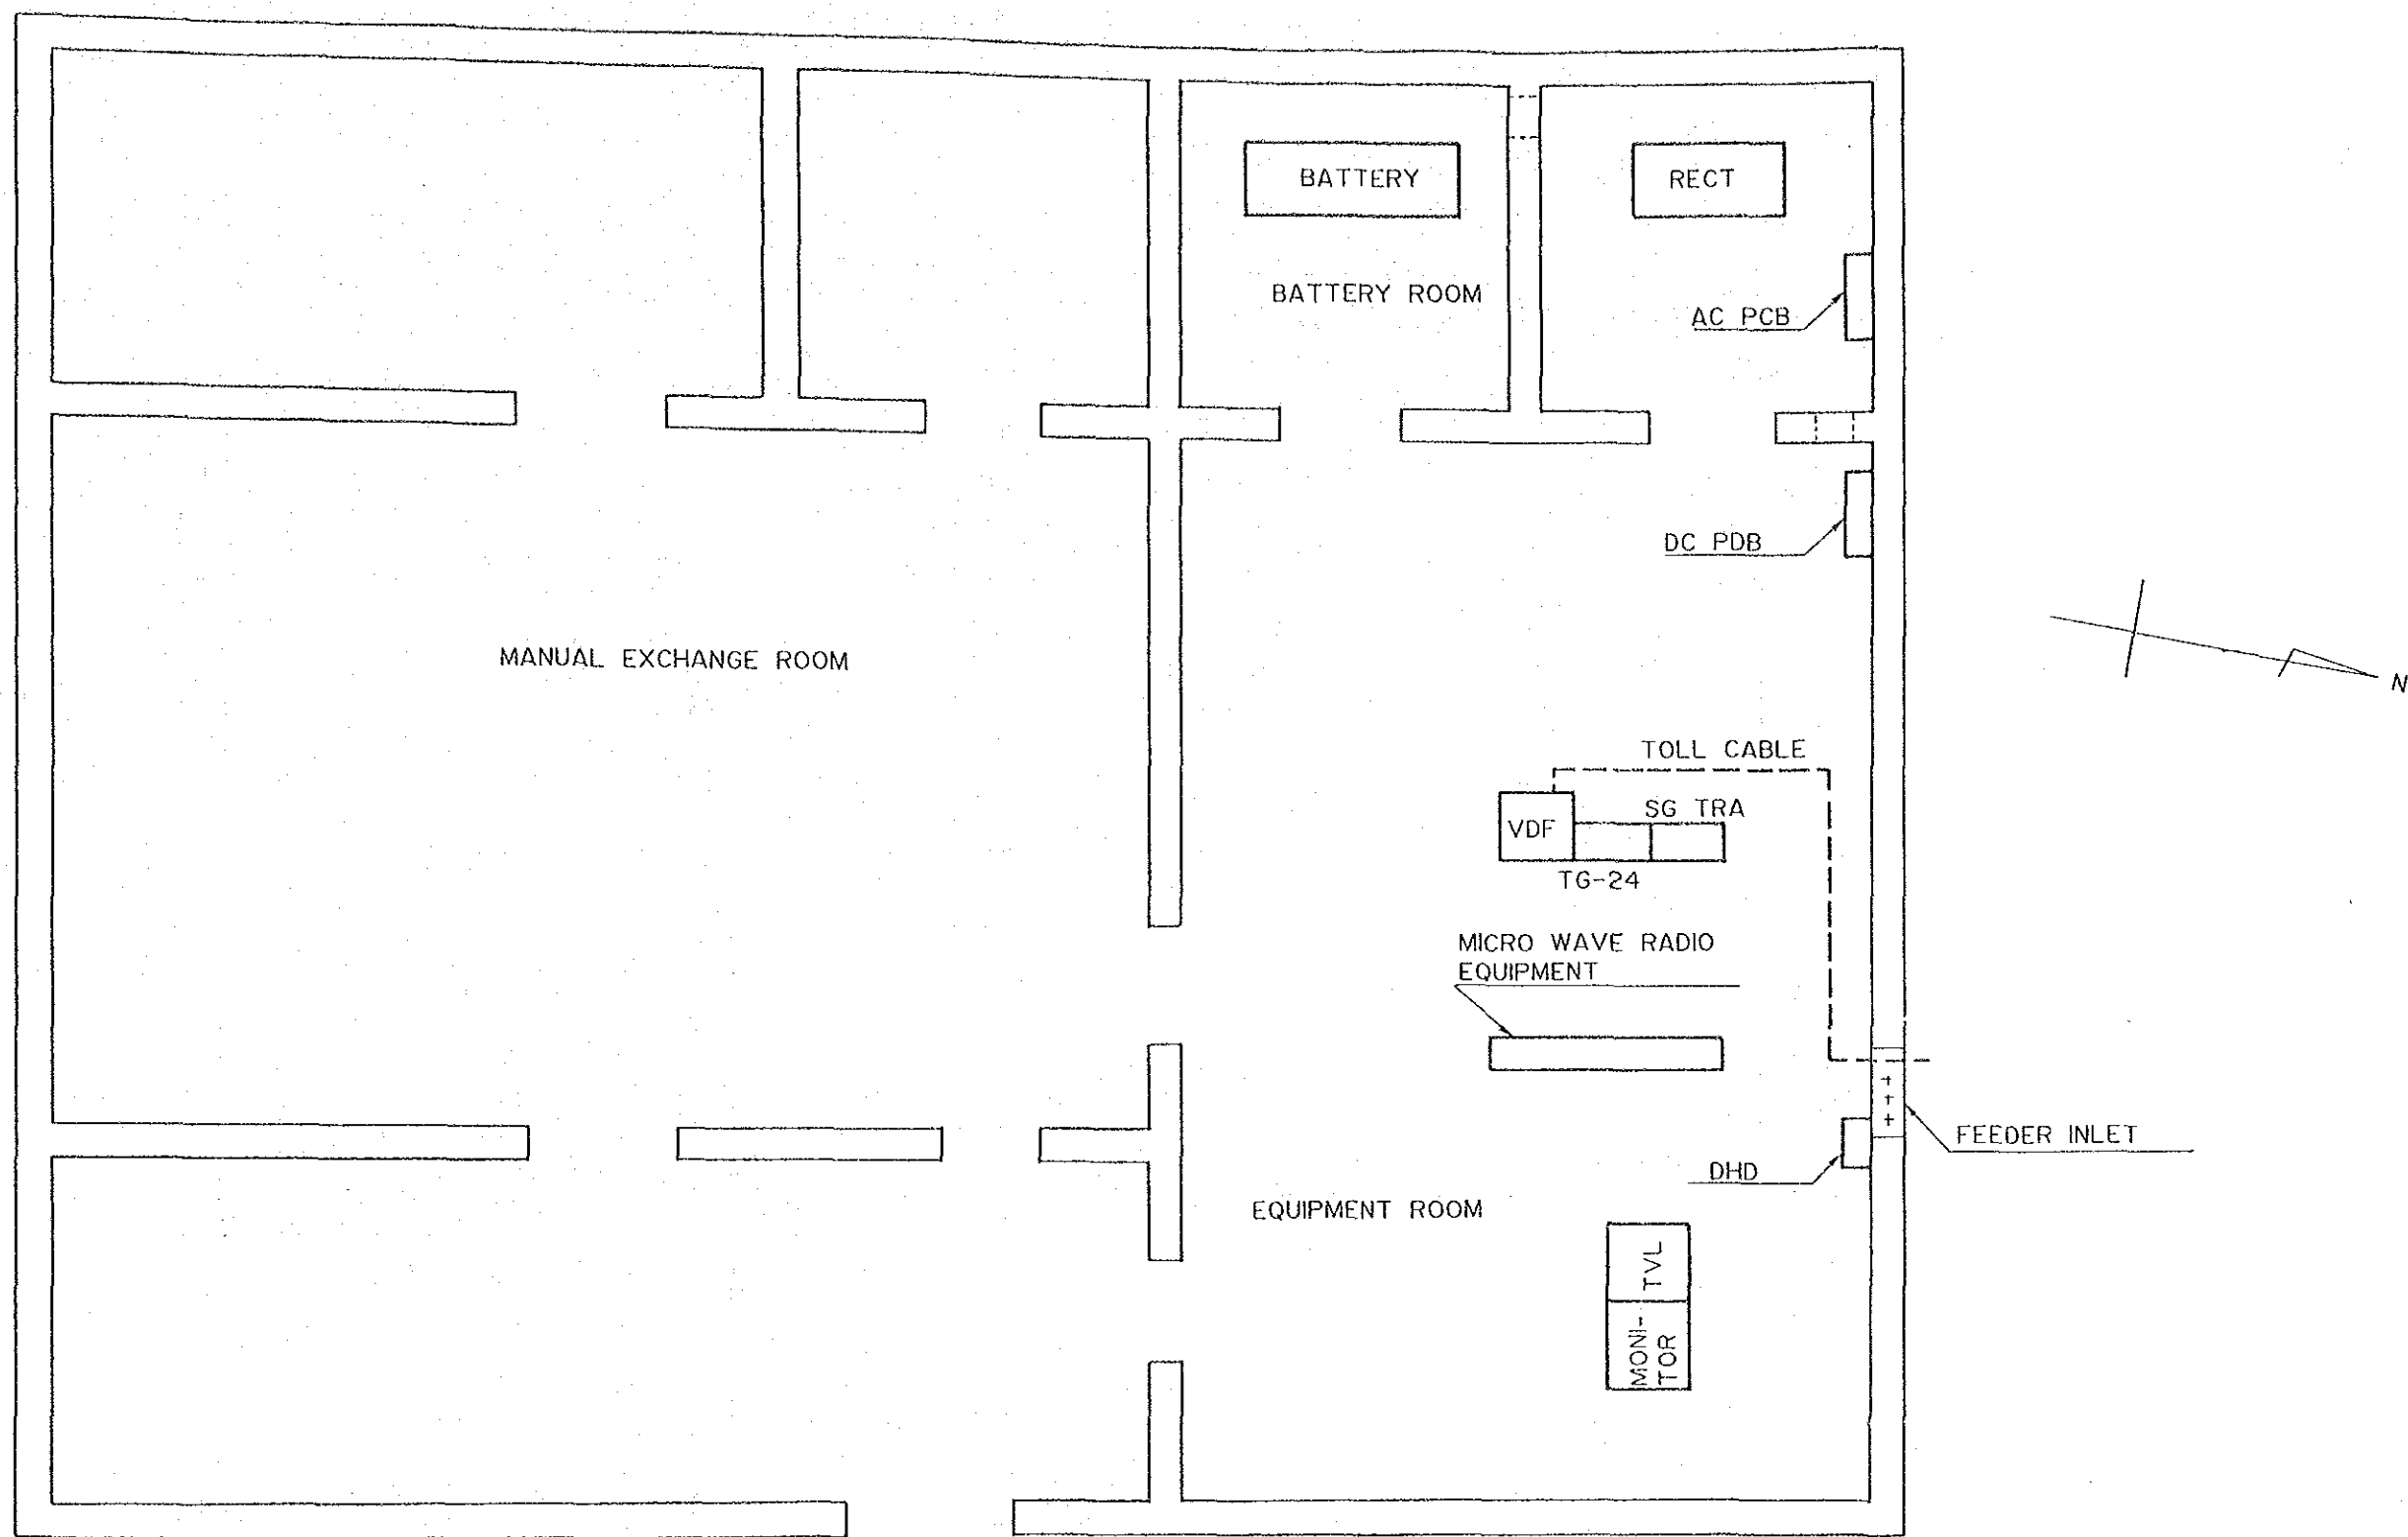 BATTERY
RECT
BATTERY ROOM
AC PCB
DC PDB
MANUAL EXCHANGE ROOM
N
TOLL CABLE
SG TRA
VDF
TG-24
MICRO WAVE RADIO
EQUIPMENT
FEEDER INLET
DHD
EQUIPMENT ROOM
TVL
MONI-
TOR